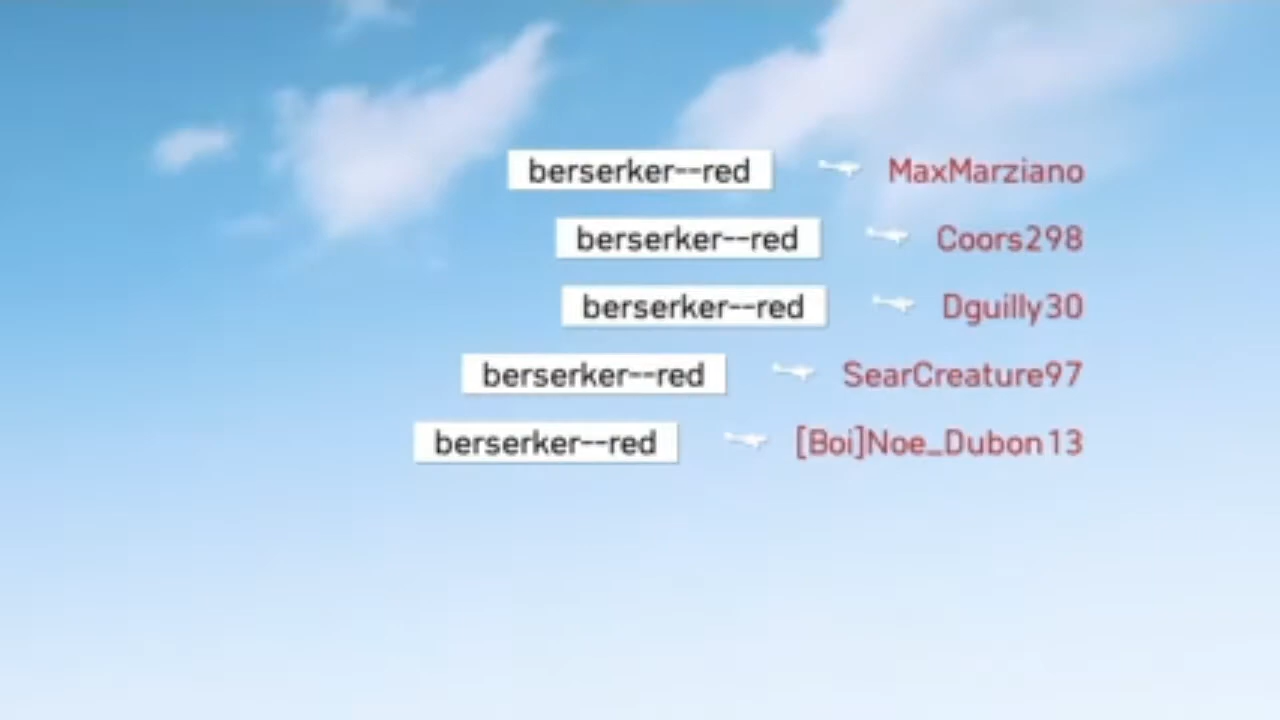 berserker--red MaxMarziano
berserker--red Coors298
berserker--red Dguilly30
berserker--red SearCreature97
berserker--red [Boi]Noe_Dubon13